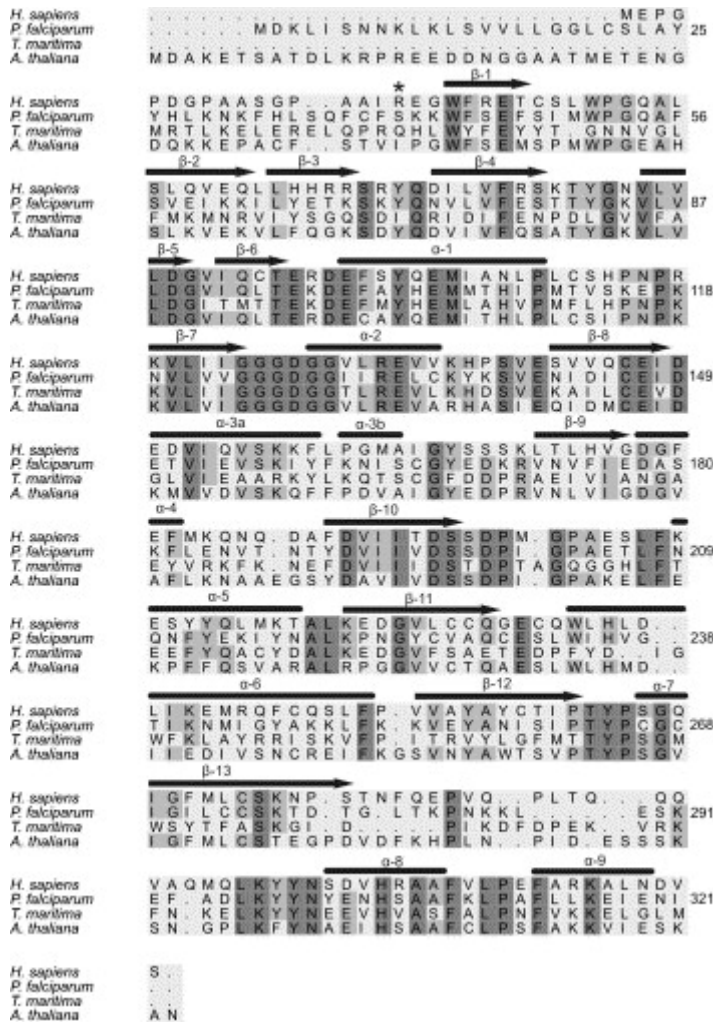 H. sapiens . . . . . . . . . . . . . . . . . . . . . . . . . . . M E P G
P. falciparum . . . . . . M D K L I S N N K L K L S V V L L G G L C S L A Y 25
T. maritima . . . . . . . . . . . . . . . . . . . . . . . . . . . . . . .
A. thaliana M D A K E T S A T D L K R P R E E D D N G G A A T M E T E N G
* β-1
H. sapiens P D G P A A S G P . . A A I R E G W F R E T C S L W P G Q A L
P. falciparum Y H L K N K F H L S Q F C F S K K W F S E F S I M W P G Q A F 56
T. maritima M R T L K E L E R E L Q P R Q H L W Y F E Y Y T . G N N V G L
A. thaliana D Q K K E P A C F . S T V I P G W F S E M S P M W P G E A H
β-2 β-3 β-4
H. sapiens S L Q V E Q L L H H R R S R Y Q D I L V F R S K T Y G N V L V
P. falciparum S V E I K K I L Y E T K S K Y Q N V L V F E S T T Y G K V L V 87
T. maritima F M K M N R V I Y S G Q S D I Q R I D I F E N P D L G V V F A
A. thaliana S L K V E K V L F Q G K S D Y Q D V I V F Q S A T Y G K V L V
β-5 β-6 α-1
H. sapiens L D G V I Q C T E R D E F S Y Q E M I A N L P L C S H P N P R
P. falciparum L D G V I Q L T E K D E F A Y H E M M T H I P M T V S K E P K 118
T. maritima L D G I T M T T E K D E F M Y H E M L A H V P M F L H P N P K
A. thaliana L D G V I Q L T E R D E C A Y Q E M I T H L P L C S I P N P K
β-7 α-2 β-8
H. sapiens K V L I I G G G D G G V L R E V V K H P S V E S V V Q C E I D
P. falciparum N V L V V G G G D G G I I R E L C K Y K S V E N I D I C E I D 149
T. maritima K V L I I G G G D G G T L R E V L K H D S V E K A I L C E V D
A. thaliana K V L V I G G G D G G V L R E V A R H A S I E Q I D M C E I D
α-3a α-3b β-9
H. sapiens E D V I Q V S K K F L P G M A I G Y S S S K L T L H V G D G F
P. falciparum E T V I E V S K I Y F K N I S C G Y E D K R V N V F I E D A S 180
T. maritima G L V I E A A R K Y L K Q T S C G F D D P R A E I V I A N G A
A. thaliana K M V V D V S K Q F F P D V A I G Y E D P R V N L V I G D G V
α-4 β-10
H. sapiens E F M K Q N Q . D A F D V I I T D S S D P M . G P A E S L F K
P. falciparum K F L E N V T . N T Y D V I I V D S S D P I . G P A E T L F N 209
T. maritima E Y V R K F K . N E F D V I I I D S T D P T A G Q G G H L F T
A. thaliana A F L K N A A E G S Y D A V I V D S S D P I . G P A K E L F E
α-5 β-11
H. sapiens E S Y Y Q L M K T A L K E D G V L C C Q G E C Q W L H L D . .
P. falciparum Q N F Y E K I Y N A L K P N G Y C V A Q C E S L W I H V G . . 238
T. maritima E E F Y Q A C Y D A L K E D G V F S A E T E D P F Y D . I G
A. thaliana K P F F Q S V A R A L R P G G V V C T Q A E S L W L H M D . .
α-6 β-12 α-7
H. sapiens L I K E M R Q F C Q S L F P . V V A Y A Y C T I P T Y P S G Q
P. falciparum T I K N M I G Y A K K L F K . K V E Y A N I S I P T Y P C G C 268
T. maritima W F K L A Y R R I S K V F P . I T R V Y L G F M T T Y P S G M
A. thaliana I I E D I V S N C R E I F K G S V N Y A W T S V P T Y P S G V
β-13
H. sapiens I G F M L C S K N P . S T N F Q E P V Q . . P L T Q . . Q Q
P. falciparum I G I L C C S K T D . T G . L T K P N K K L . . . . E S K 291
T. maritima W S Y T F A S K G I . D . . . . P I K D F D P E K . V R K
A. thaliana I G F M L C S T E G P D V D F K H P L N . . P I D . E S S S K
α-8 α-9
H. sapiens V A Q M Q L K Y Y N S D V H R A A F V L P E F A R K A L N D V
P. falciparum E F . A D L K Y Y N Y E N H S A A F K L P A F L L K E I E N I 321
T. maritima F N . K E L K Y Y N E E V H V A S F A L P N F V K K E L G L M
A. thaliana S N . G P L K F Y N A E I H S A A F C L P S F A K K V I E S K
H. sapiens S .
P. falciparum . .
T. maritima . .
A. thaliana A N